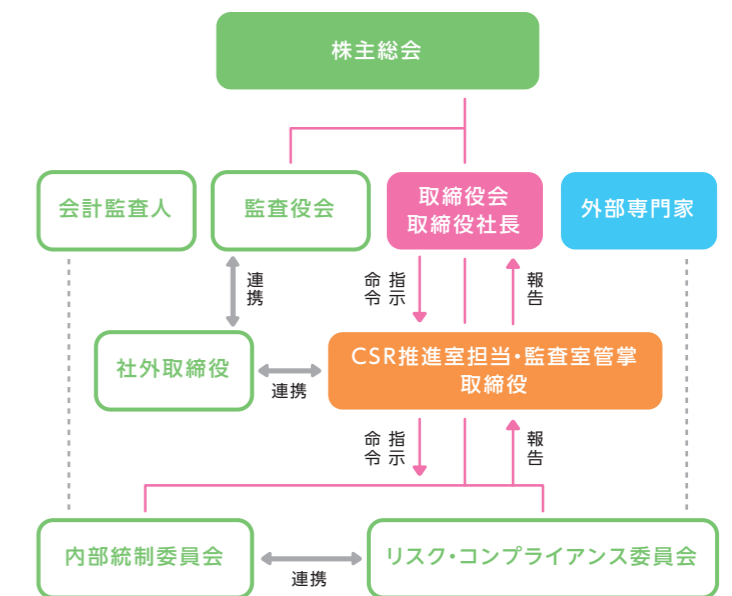 株主総会
会計監査人
監査役会
取締役会
取締役社長
外部専門家
連携
指示
命令
報告
社外取締役
連携
CSR推進室担当・監査室管掌
取締役
指示
命令
報告
内部統制委員会
連携
リスク・コンプライアンス委員会